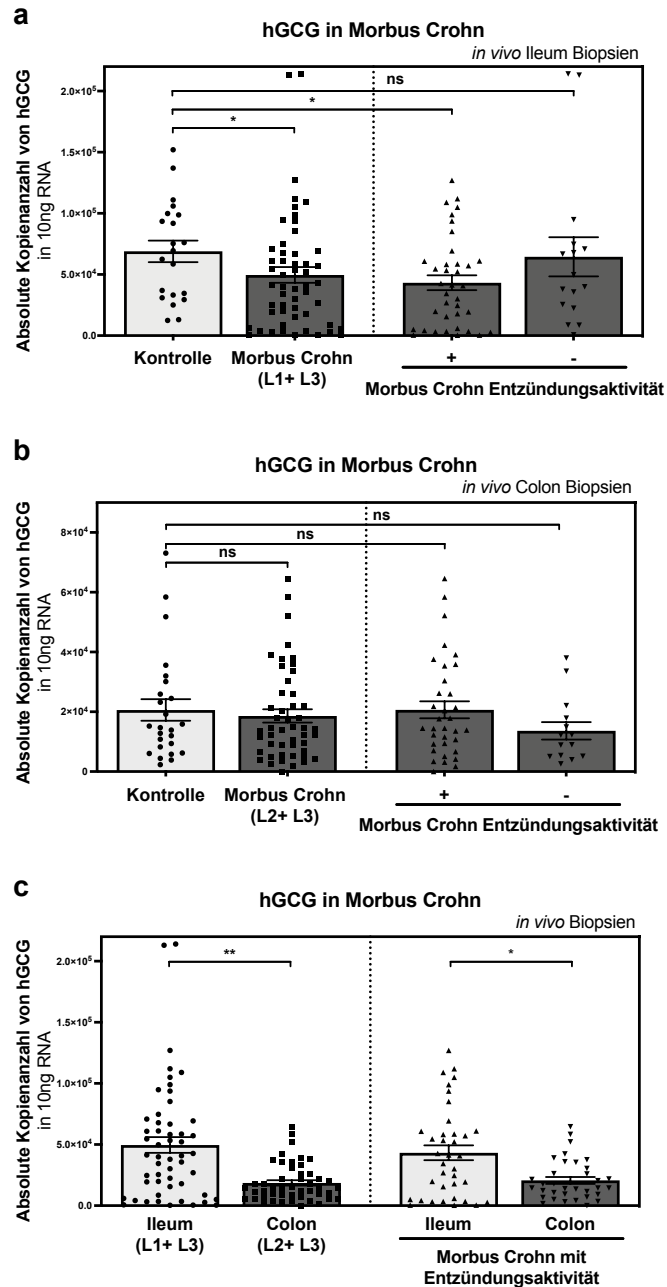 a
hGCG in Morbus Crohn
in vivo Ileum Biopsien
Absolute Kopienanzahl von hGCG
in 10ng RNA
2.0×10⁵
1.5×10⁵
1.0×10⁵
5.0×10⁴
0.0
ns
*
*
Kontrolle
Morbus Crohn
(L1+ L3)
+
-
Morbus Crohn Entzündungsaktivität
b
hGCG in Morbus Crohn
in vivo Colon Biopsien
Absolute Kopienanzahl von hGCG
in 10ng RNA
8×10⁴
6×10⁴
4×10⁴
2×10⁴
0
ns
ns
ns
Kontrolle
Morbus Crohn
(L2+ L3)
+
-
Morbus Crohn Entzündungsaktivität
c
hGCG in Morbus Crohn
in vivo Biopsien
Absolute Kopienanzahl von hGCG
in 10ng RNA
2.0×10⁵
1.5×10⁵
1.0×10⁵
5.0×10⁴
0.0
**
*
Ileum
(L1+ L3)
Colon
(L2+ L3)
Ileum
Colon
Morbus Crohn mit
Entzündungsaktivität